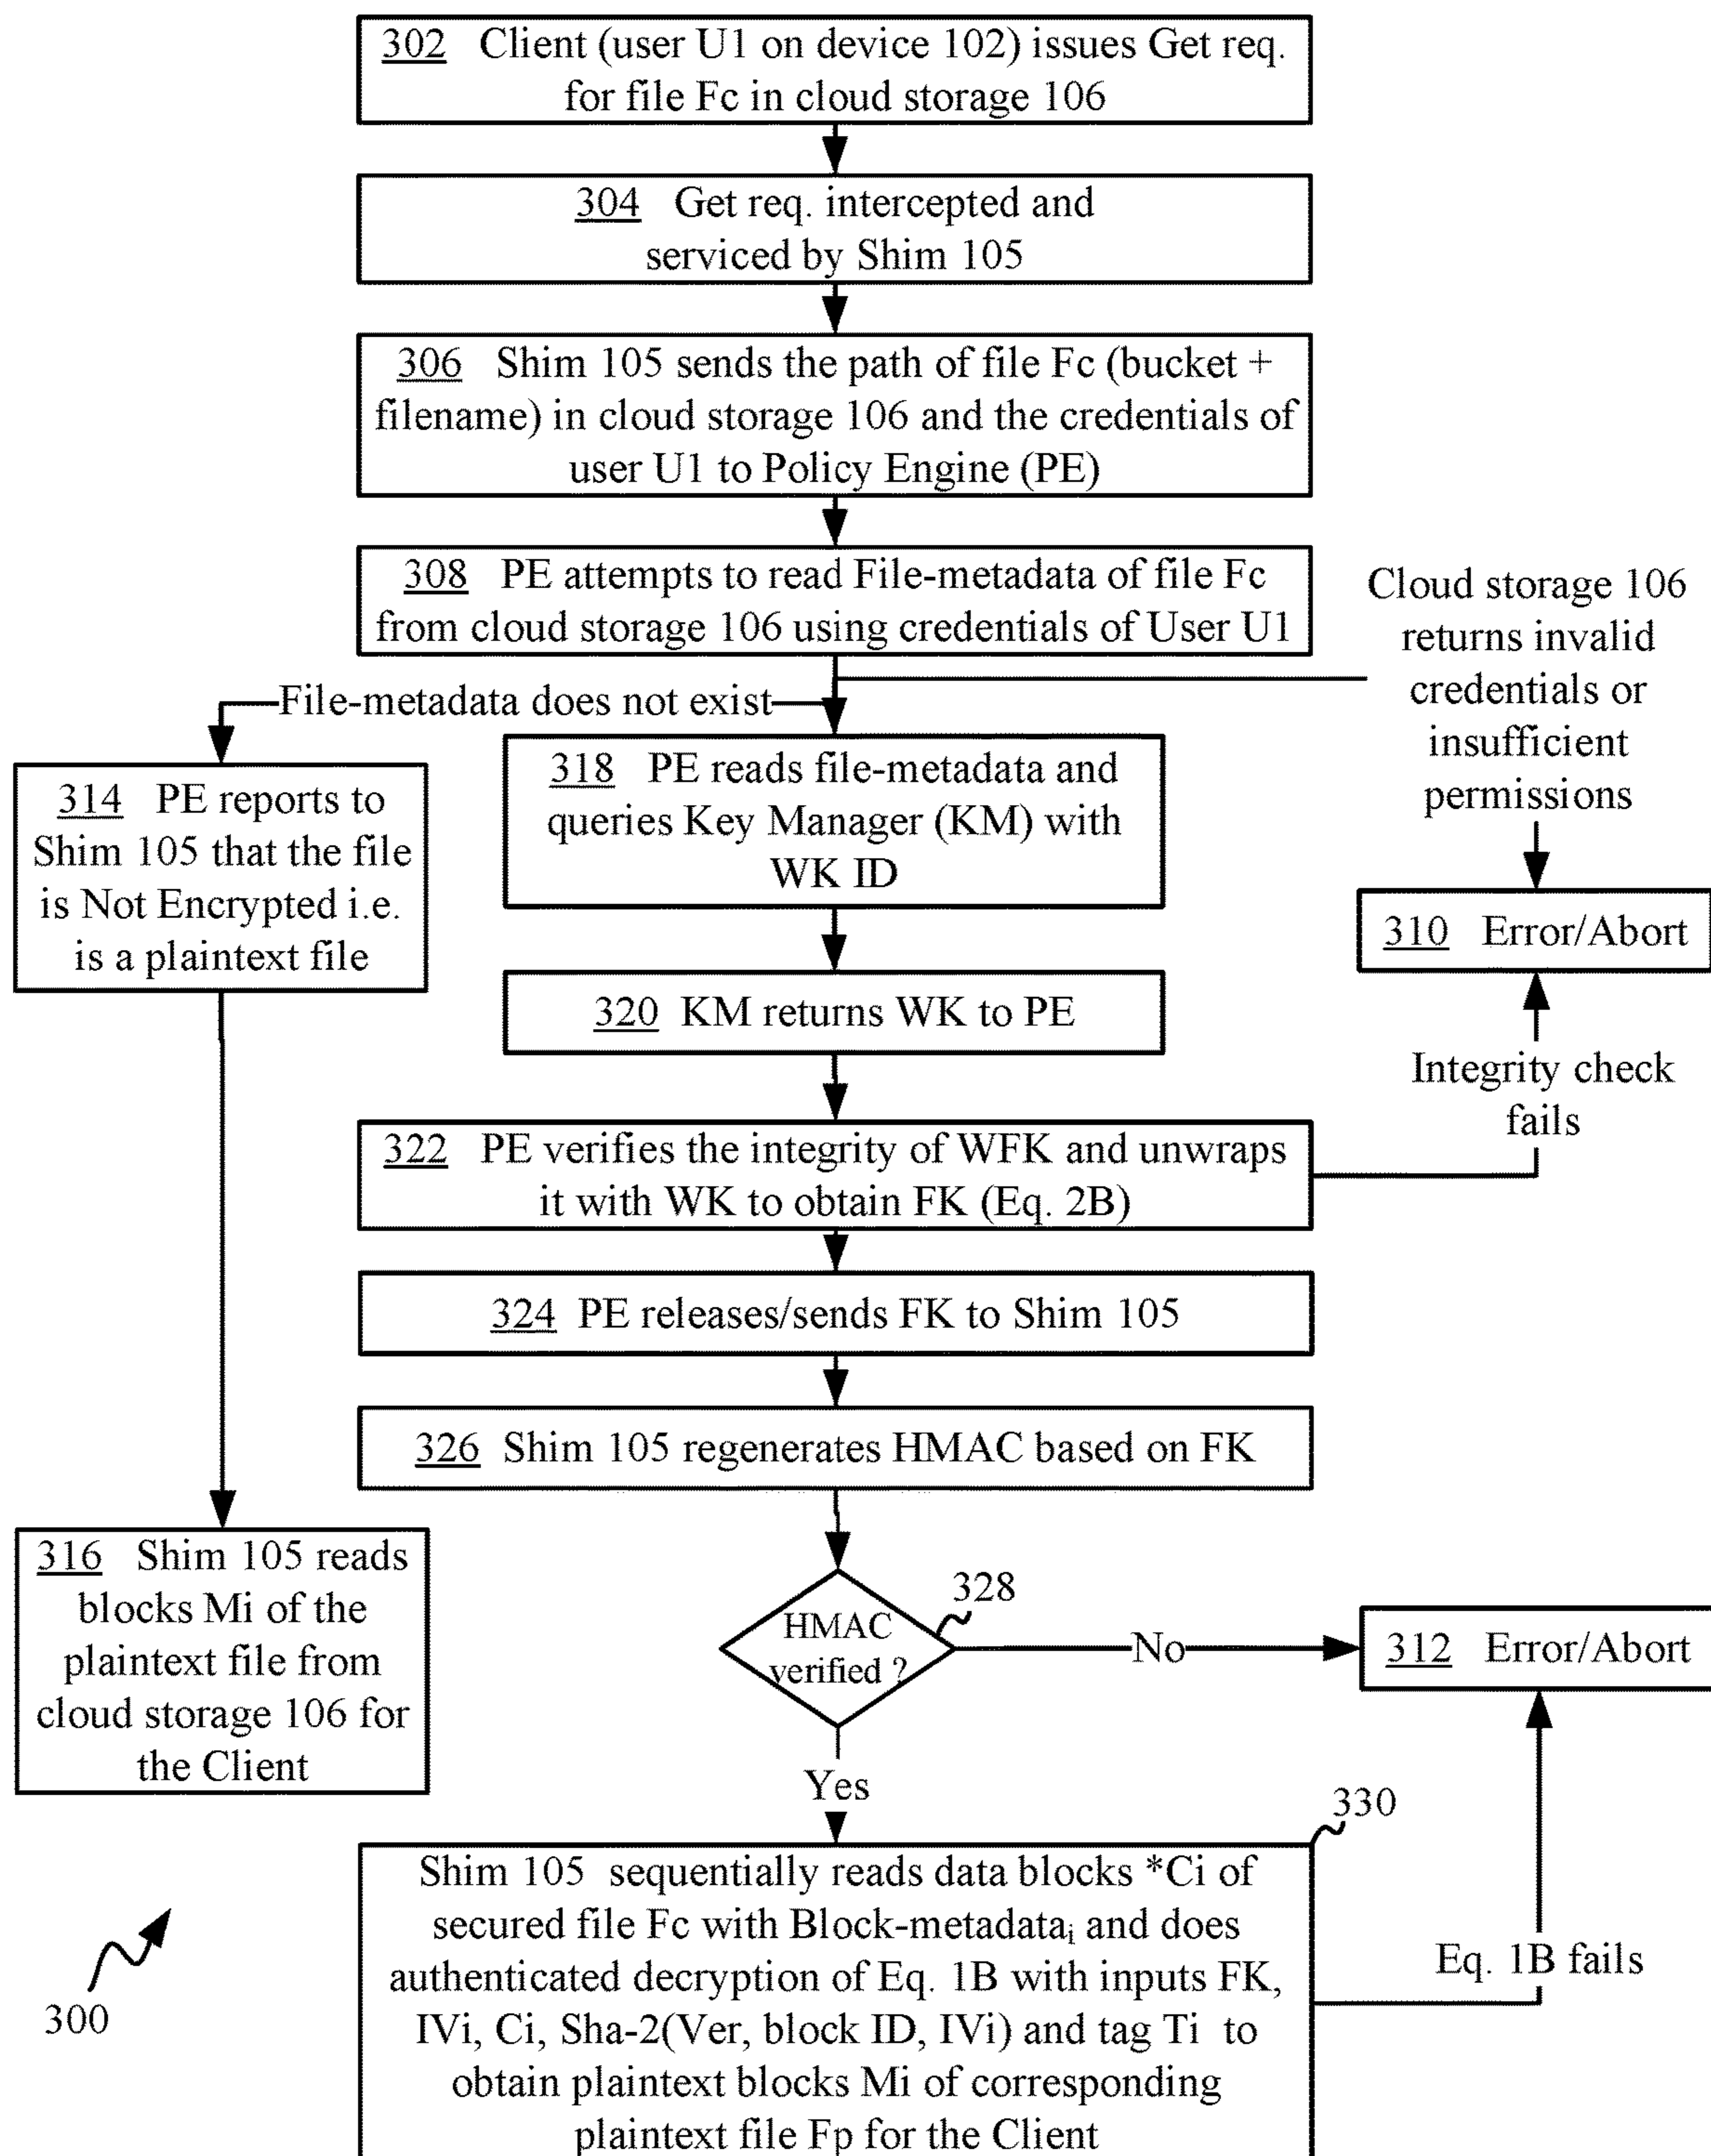 302 Client (user U1 on device 102) issues Get req.
for file Fc in cloud storage 106
304 Get req. intercepted and
serviced by Shim 105
306 Shim 105 sends the path of file Fc (bucket +
filename) in cloud storage 106 and the credentials of
user U1 to Policy Engine (PE)
308 PE attempts to read File-metadata of file Fc
from cloud storage 106 using credentials of User U1
Cloud storage 106
returns invalid
credentials or
insufficient
permissions
File-metadata does not exist
314 PE reports to
Shim 105 that the file
is Not Encrypted i.e.
is a plaintext file
318 PE reads file-metadata and
queries Key Manager (KM) with
WK ID
310 Error/Abort
320 KM returns WK to PE
Integrity check
fails
322 PE verifies the integrity of WFK and unwraps
it with WK to obtain FK (Eq. 2B)
324 PE releases/sends FK to Shim 105
326 Shim 105 regenerates HMAC based on FK
316 Shim 105 reads
blocks Mi of the
plaintext file from
cloud storage 106 for
the Client
328
HMAC
verified ?
No
312 Error/Abort
Yes
330
Shim 105 sequentially reads data blocks *Ci of
secured file Fc with Block-metadataᵢ and does
authenticated decryption of Eq. 1B with inputs FK,
IVi, Ci, Sha-2(Ver, block ID, IVi) and tag Ti to
obtain plaintext blocks Mi of corresponding
plaintext file Fp for the Client
Eq. 1B fails
300